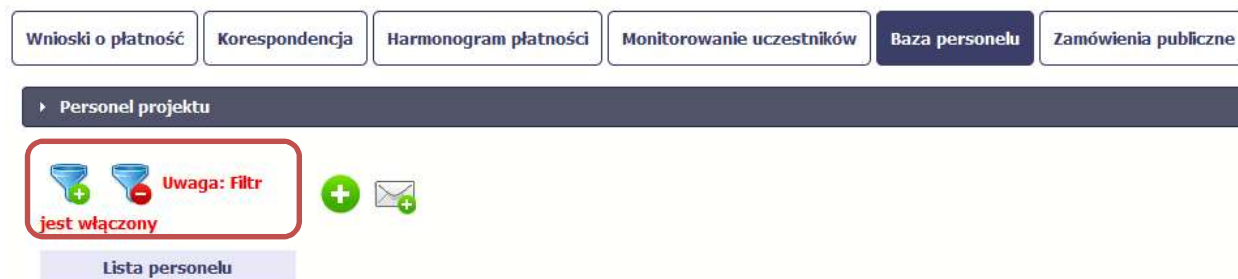 Wnioski o płatność Korespondencja Harmonogram płatności Monitorowanie uczestników Baza personelu Zamówienia publiczne
Personel projektu
Uwaga: Filtr
jest włączony
Lista personelu